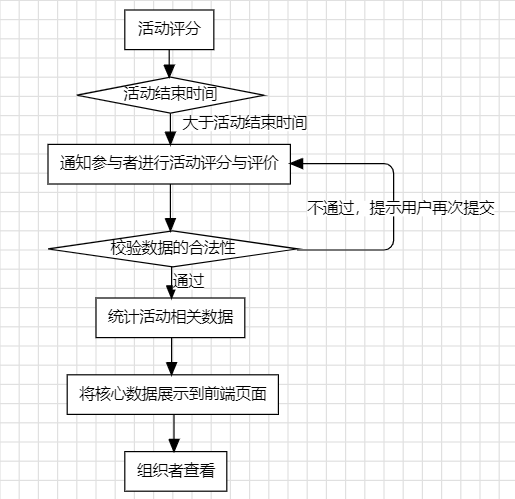 活动评分
活动结束时间
大于活动结束时间
通知参与者进行活动评分与评价
不通过，提示用户再次提交
校验数据的合法性
通过
统计活动相关数据
将核心数据展示到前端页面
组织者查看